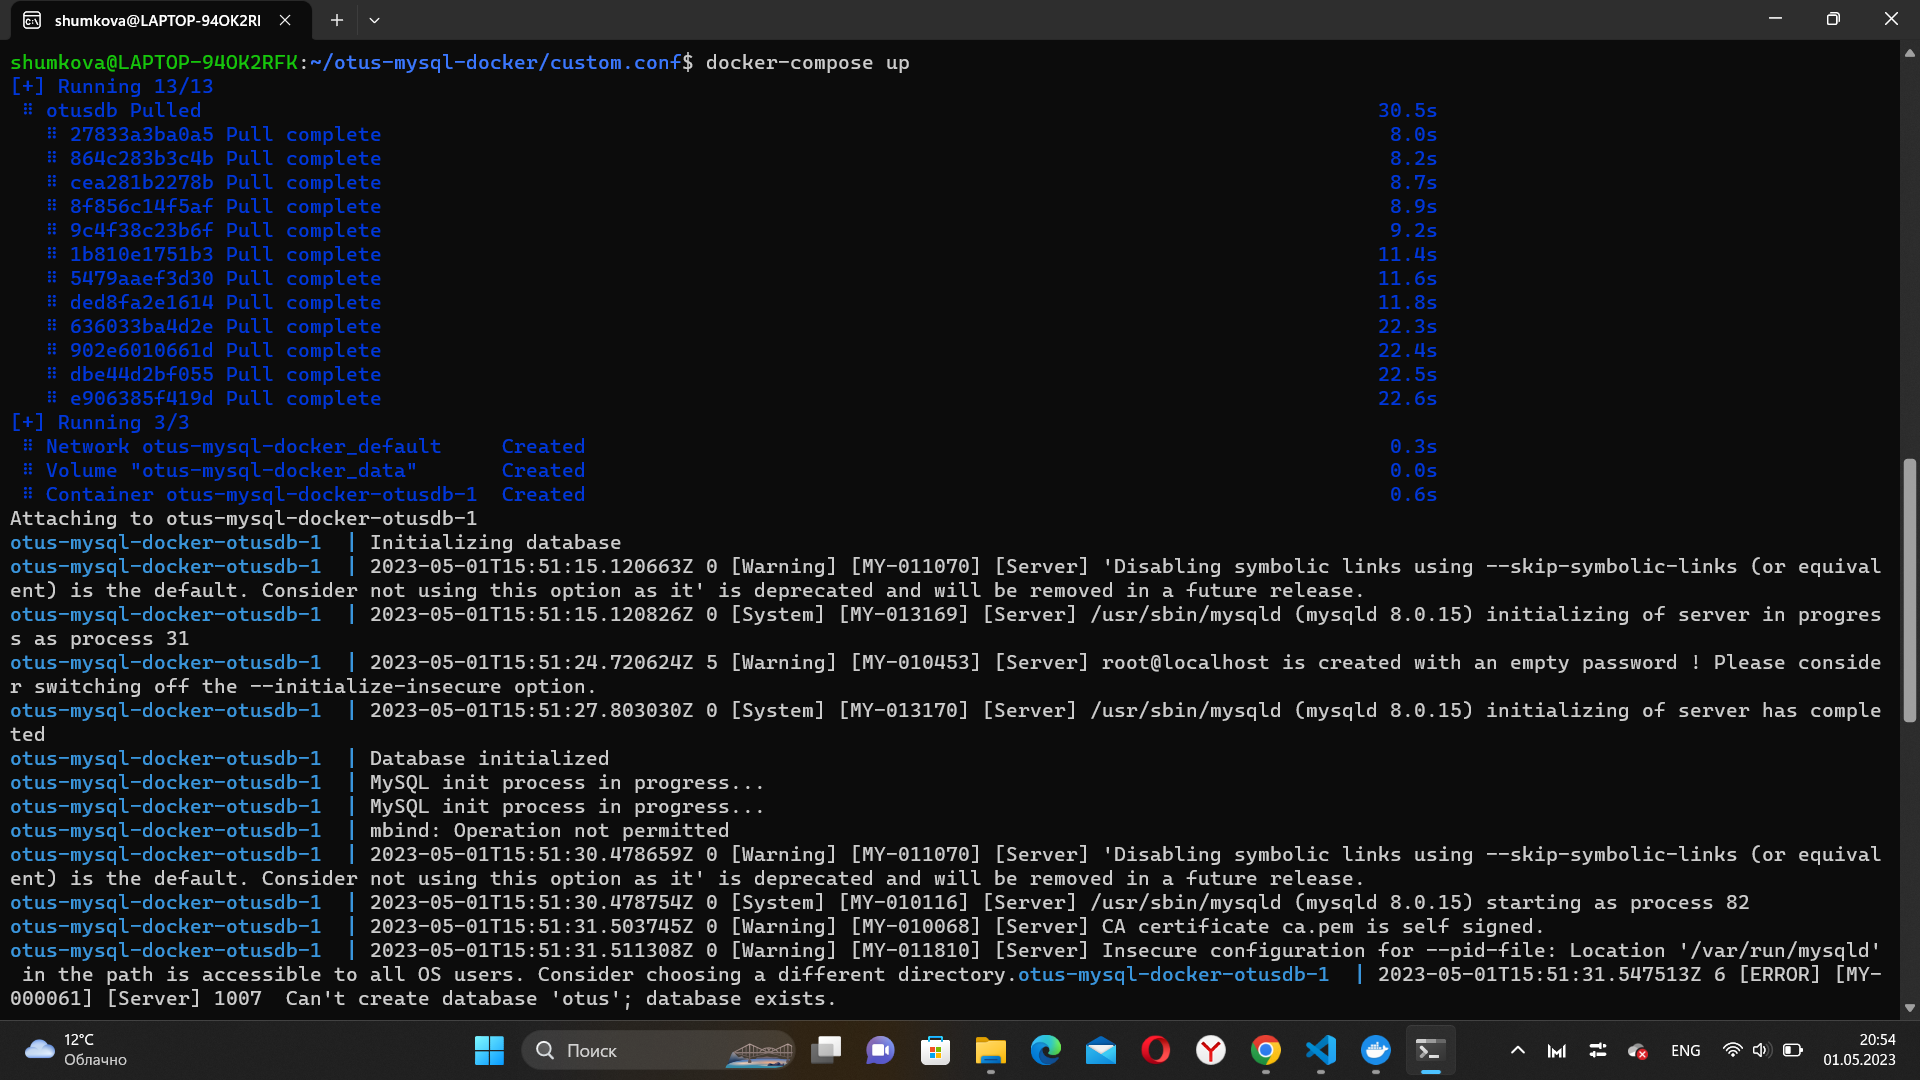 shumkova@LAPTOP-94OK2RI
shumkova@LAPTOP-94OK2RFK:~/otus-mysql-docker/custom.conf$ docker-compose up
[+] Running 13/13
⠿ otusdb Pulled 30.5s
⠿ 27833a3ba0a5 Pull complete 8.0s
⠿ 864c283b3c4b Pull complete 8.2s
⠿ cea281b2278b Pull complete 8.7s
⠿ 8f856c14f5af Pull complete 8.9s
⠿ 9c4f38c23b6f Pull complete 9.2s
⠿ 1b810e1751b3 Pull complete 11.4s
⠿ 5479aaef3d30 Pull complete 11.6s
⠿ ded8fa2e1614 Pull complete 11.8s
⠿ 636033ba4d2e Pull complete 22.3s
⠿ 902e6010661d Pull complete 22.4s
⠿ dbe44d2bf055 Pull complete 22.5s
⠿ e906385f419d Pull complete 22.6s
[+] Running 3/3
⠿ Network otus-mysql-docker_default Created 0.3s
⠿ Volume "otus-mysql-docker_data" Created 0.0s
⠿ Container otus-mysql-docker-otusdb-1 Created 0.6s
Attaching to otus-mysql-docker-otusdb-1
otus-mysql-docker-otusdb-1 | Initializing database
otus-mysql-docker-otusdb-1 | 2023-05-01T15:51:15.120663Z 0 [Warning] [MY-011070] [Server] 'Disabling symbolic links using --skip-symbolic-links (or equival
ent) is the default. Consider not using this option as it' is deprecated and will be removed in a future release.
otus-mysql-docker-otusdb-1 | 2023-05-01T15:51:15.120826Z 0 [System] [MY-013169] [Server] /usr/sbin/mysqld (mysqld 8.0.15) initializing of server in progres
s as process 31
otus-mysql-docker-otusdb-1 | 2023-05-01T15:51:24.720624Z 5 [Warning] [MY-010453] [Server] root@localhost is created with an empty password ! Please conside
r switching off the --initialize-insecure option.
otus-mysql-docker-otusdb-1 | 2023-05-01T15:51:27.803030Z 0 [System] [MY-013170] [Server] /usr/sbin/mysqld (mysqld 8.0.15) initializing of server has comple
ted
otus-mysql-docker-otusdb-1 | Database initialized
otus-mysql-docker-otusdb-1 | MySQL init process in progress...
otus-mysql-docker-otusdb-1 | MySQL init process in progress...
otus-mysql-docker-otusdb-1 | mbind: Operation not permitted
otus-mysql-docker-otusdb-1 | 2023-05-01T15:51:30.478659Z 0 [Warning] [MY-011070] [Server] 'Disabling symbolic links using --skip-symbolic-links (or equival
ent) is the default. Consider not using this option as it' is deprecated and will be removed in a future release.
otus-mysql-docker-otusdb-1 | 2023-05-01T15:51:30.478754Z 0 [System] [MY-010116] [Server] /usr/sbin/mysqld (mysqld 8.0.15) starting as process 82
otus-mysql-docker-otusdb-1 | 2023-05-01T15:51:31.503745Z 0 [Warning] [MY-010068] [Server] CA certificate ca.pem is self signed.
otus-mysql-docker-otusdb-1 | 2023-05-01T15:51:31.511308Z 0 [Warning] [MY-011810] [Server] Insecure configuration for --pid-file: Location '/var/run/mysqld'
in the path is accessible to all OS users. Consider choosing a different directory.otus-mysql-docker-otusdb-1 | 2023-05-01T15:51:31.547513Z 6 [ERROR] [MY-
000061] [Server] 1007 Can't create database 'otus'; database exists.
12°C
Облачно
Поиск
ENG
20:54
01.05.2023